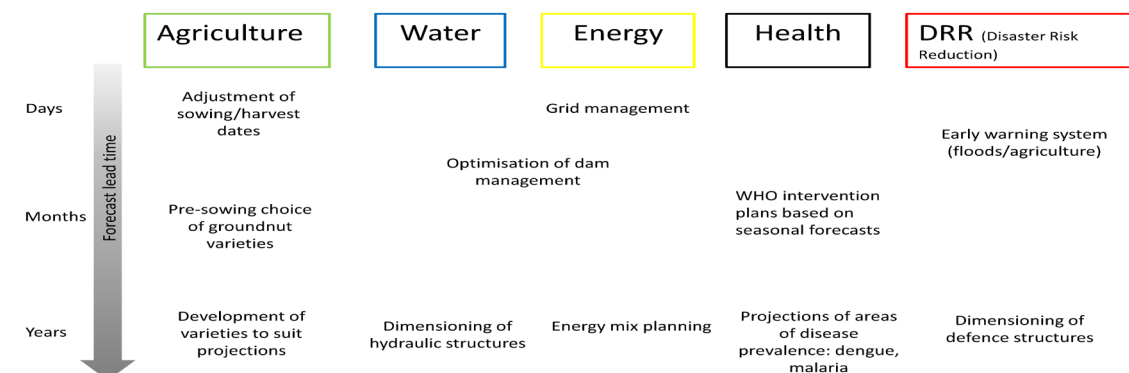 Agriculture
Water
Energy
Health
DRR (Disaster Risk
Reduction)
Forecast lead time
Days
Adjustment of
sowing/harvest
dates
Grid management
Early warning system
(floods/agriculture)
Optimisation of dam
management
Months
Pre-sowing choice
of groundnut
varieties
WHO intervention
plans based on
seasonal forecasts
Years
Development of
varieties to suit
projections
Dimensioning of
hydraulic structures
Energy mix planning
Projections of areas
of disease
prevalence: dengue,
malaria
Dimensioning of
defence structures